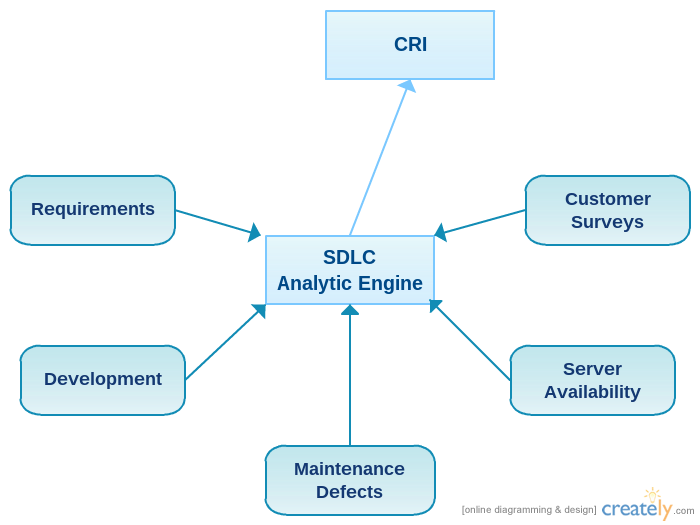 CRI
Requirements
Customer
Surveys
SDLC
Analytic Engine
Development
Server
Availability
Maintenance
Defects
[online diagramming & design] creately.com